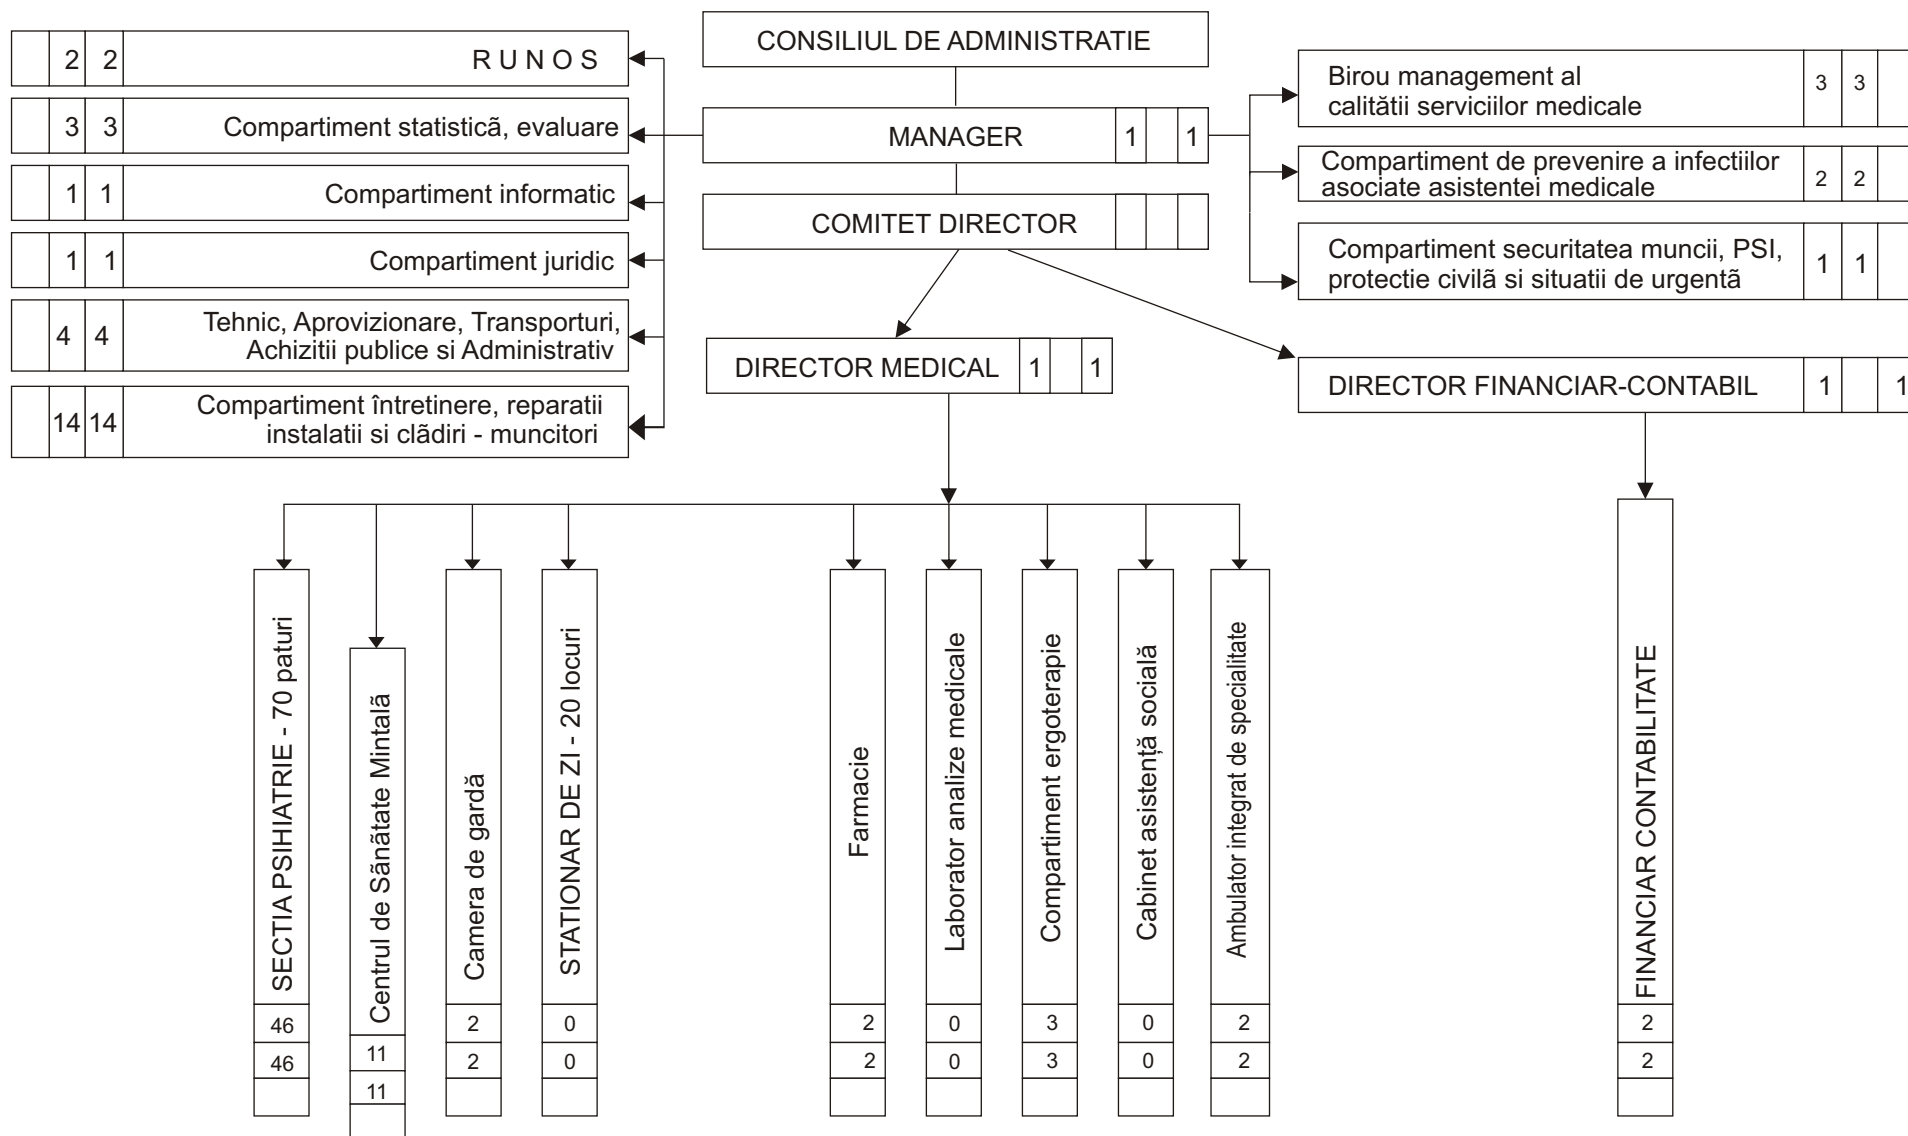 CONSILIUL DE ADMINISTRATIE
2 2 R U N O S
3 3 Compartiment statisticã, evaluare
1 1 Compartiment informatic
1 1 Compartiment juridic
4 4 Tehnic, Aprovizionare, Transporturi,
Achizitii publice si Administrativ
14 14 Compartiment întretinere, reparatii
instalatii si clãdiri - muncitori
MANAGER 1 1
COMITET DIRECTOR
Birou management al
calitãtii serviciilor medicale 3 3
Compartiment de prevenire a infectiilor
asociate asistentei medicale 2 2
Compartiment securitatea muncii, PSI,
protectie civilã si situatii de urgentã 1 1
DIRECTOR MEDICAL 1 1
DIRECTOR FINANCIAR-CONTABIL 1 1
SECTIA PSIHIATRIE - 70 paturi
46
46
Centrul de Sãnãtate Mintalã
11
11
Camera de gardã
2
2
STATIONAR DE ZI - 20 locuri
0
0
Farmacie
2
2
Laborator analize medicale
0
0
Compartiment ergoterapie
3
3
Cabinet asistență socială
0
0
Ambulator integrat de specialitate
2
2
FINANCIAR CONTABILITATE
2
2